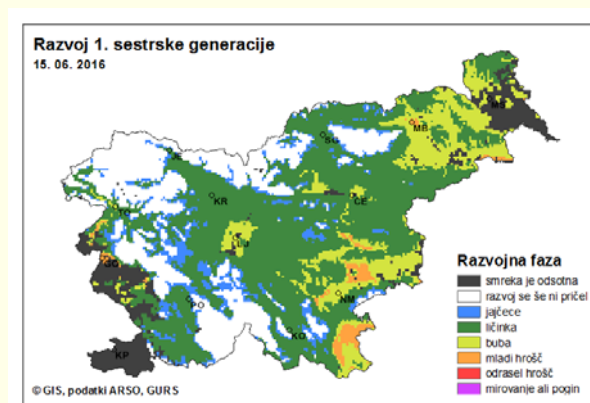 Razvoj 1. sestrske generacije
15. 06. 2016
MS
MB
SG
JE
KR
CE
TO
LJ
GO
NM
PO
KO
KP
Razvojna faza
smreka je odsotna
razvoj se še ni pričel
jajčece
ličinka
buba
mladi hrošč
odrasel hrošč
mirovanje ali pogin
© GIS, podatki ARSO, GURS